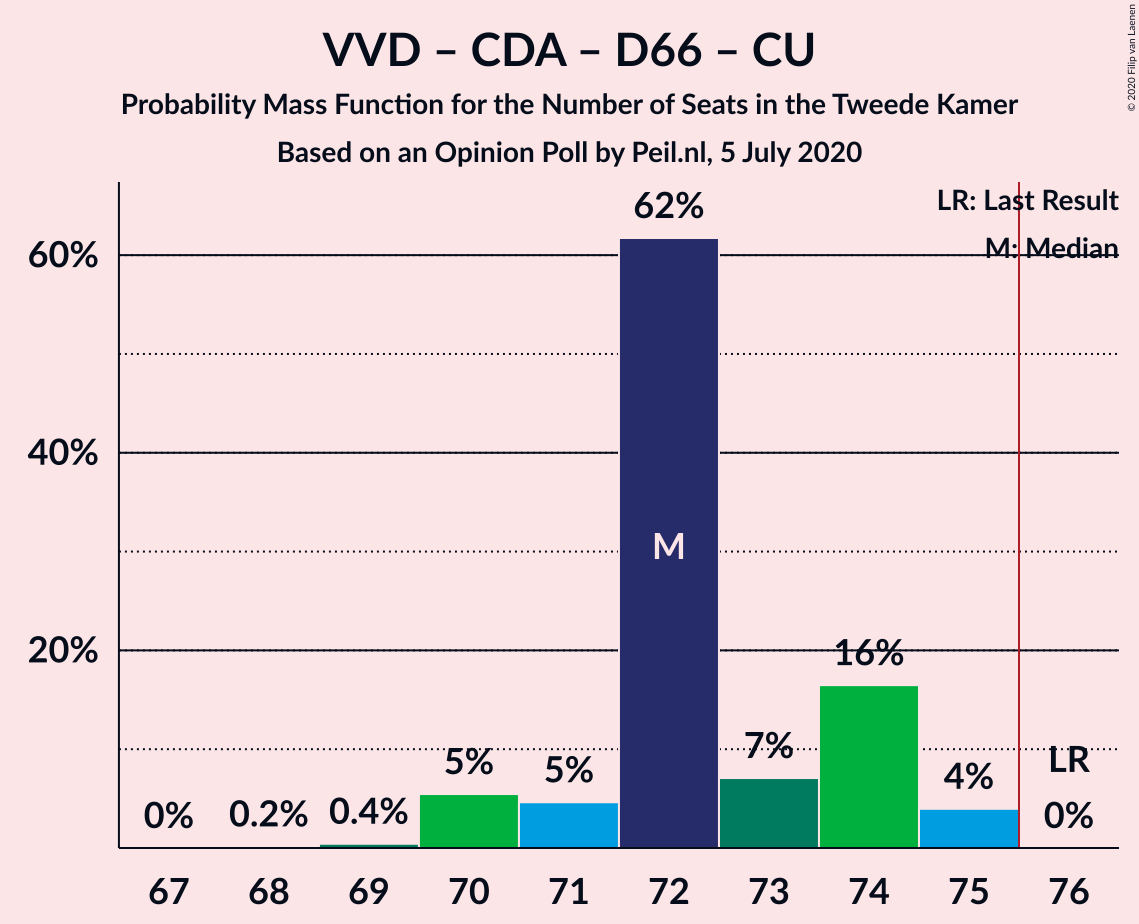 VVD – CDA – D66 – CU
Probability Mass Function for the Number of Seats in the Tweede Kamer
Based on an Opinion Poll by Peil.nl, 5 July 2020
© 2020 Filip van Laenen
LR: Last Result
M: Median
60%
40%
20%
0%
0.2%
0.4%
5%
5%
62%
M
7%
16%
4%
LR
0%
67 68 69 70 71 72 73 74 75 76